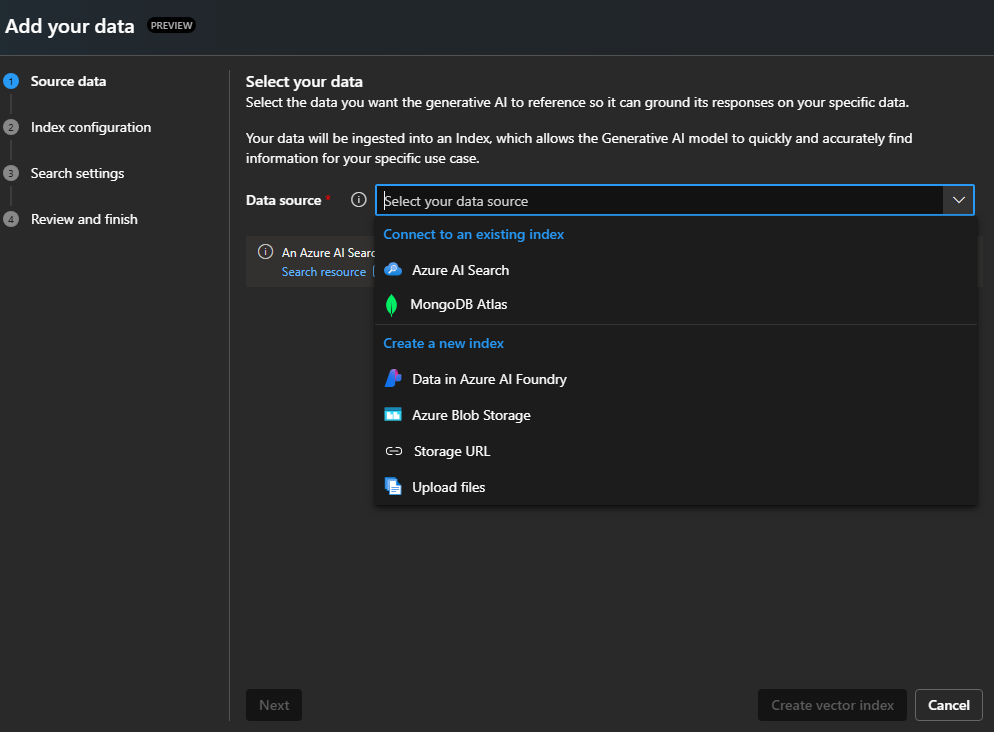 Add your data PREVIEW
1 Source data
2 Index configuration
3 Search settings
4 Review and finish
Select your data
Select the data you want the generative AI to reference so it can ground its responses on your specific data.
Your data will be ingested into an Index, which allows the Generative AI model to quickly and accurately find
information for your specific use case.
Data source * Select your data source
An Azure AI
Search resource
Connect to an existing index
Azure AI Search
MongoDB Atlas
Create a new index
Data in Azure AI Foundry
Azure Blob Storage
Storage URL
Upload files
Next Create vector index Cancel